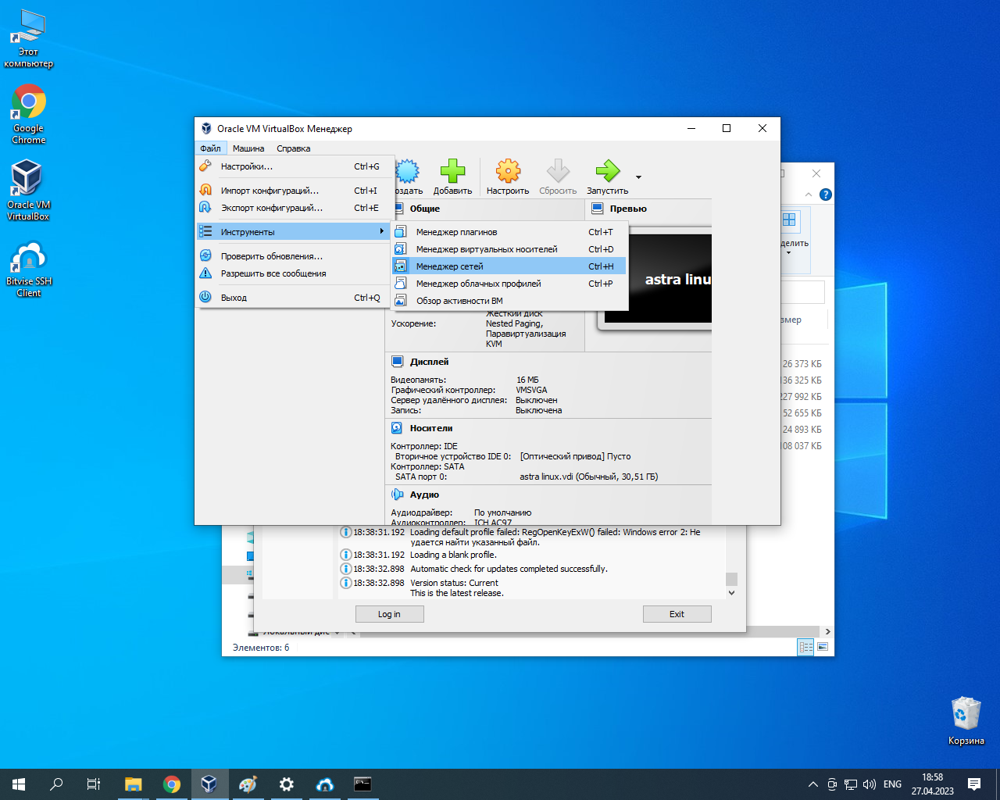 Этот
компьютер
Google
Chrome
Oracle VM
VirtualBox
Bitvise SSH
Client
Oracle VM VirtualBox Менеджер
Файл Машина Справка
Настройки... Ctrl+G
Импорт конфигураций... Ctrl+I
Экспорт конфигураций... Ctrl+E
Инструменты
Проверить обновления...
Разрешить все сообщения
Выход Ctrl+Q
оздать Добавить Настроить Сбросить Запустить
Общие Превью
Менеджер плагинов Ctrl+T
Менеджер виртуальных носителей Ctrl+D
Менеджер сетей Ctrl+H
Менеджер облачных профилей Ctrl+P
Обзор активности ВМ
astra linu
Жесткий диск
Ускорение: Nested Paging,
Паравиртуализация
KVM
Дисплей
Видеопамять: 16 МБ
Графический контроллер: VMSVGA
Сервер удалённого дисплея: Выключен
Запись: Выключена
Носители
Контроллер: IDE
Вторичное устройство IDE 0: [Оптический привод] Пусто
Контроллер: SATA
SATA порт 0: astra linux.vdi (Обычный, 30,51 ГБ)
Аудио
Аудиодрайвер: По умолчанию
Аудиоконтроллер: ICH AC97
делить
змер
26 373 КБ
36 325 КБ
227 992 КБ
52 655 КБ
24 893 КБ
08 037 КБ
18:38:31.192 Loading default profile failed: RegOpenKeyExW() failed: Windows error 2: Не
удается найти указанный файл.
18:38:31.192 Loading a blank profile.
18:38:32.898 Automatic check for updates completed successfully.
18:38:32.898 Version status: Current
This is the latest release.
Log in Exit
Локальный дис
Элементов: 6
Корзина
ENG
18:58
27.04.2023